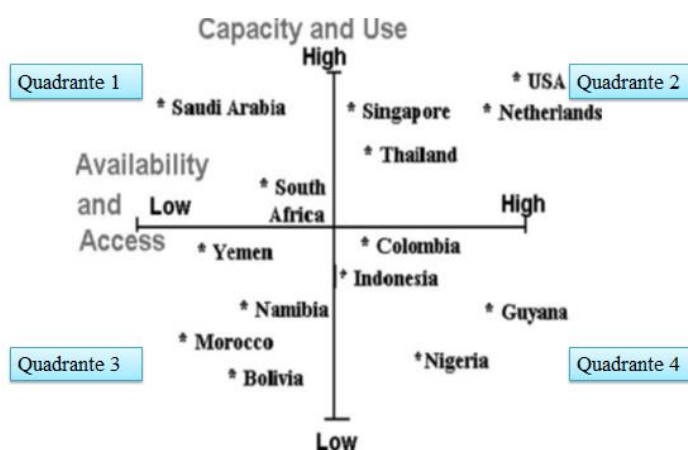 Capacity and Use
High
Quadrante 1
Quadrante 2
* USA
* Saudi Arabia
* Singapore
* Netherlands
* Thailand
Availability
and
Access
Low
High
* South
Africa
* Yemen
* Colombia
* Indonesia
* Namibia
* Guyana
* Morocco
* Nigeria
* Bolivia
Quadrante 3
Quadrante 4
Low